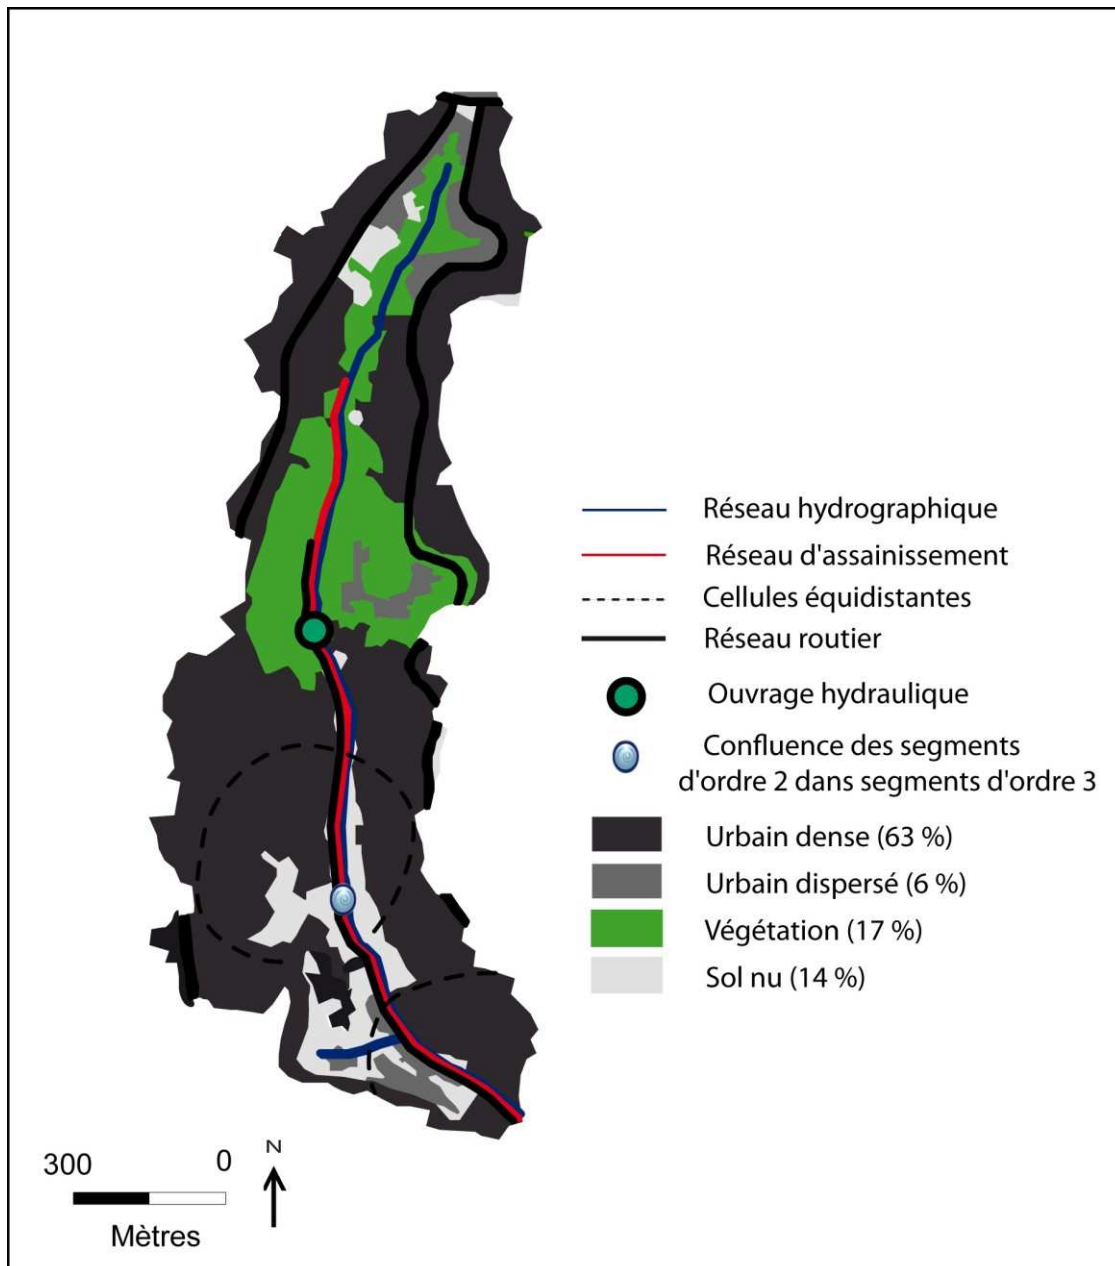 Réseau hydrographique
Réseau d'assainissement
Cellules équidistantes
Réseau routier
Ouvrage hydraulique
Confluence des segments
d'ordre 2 dans segments d'ordre 3
Urbain dense (63 %)
Urbain dispersé (6 %)
Végétation (17 %)
Sol nu (14 %)
300 0
N
Mètres